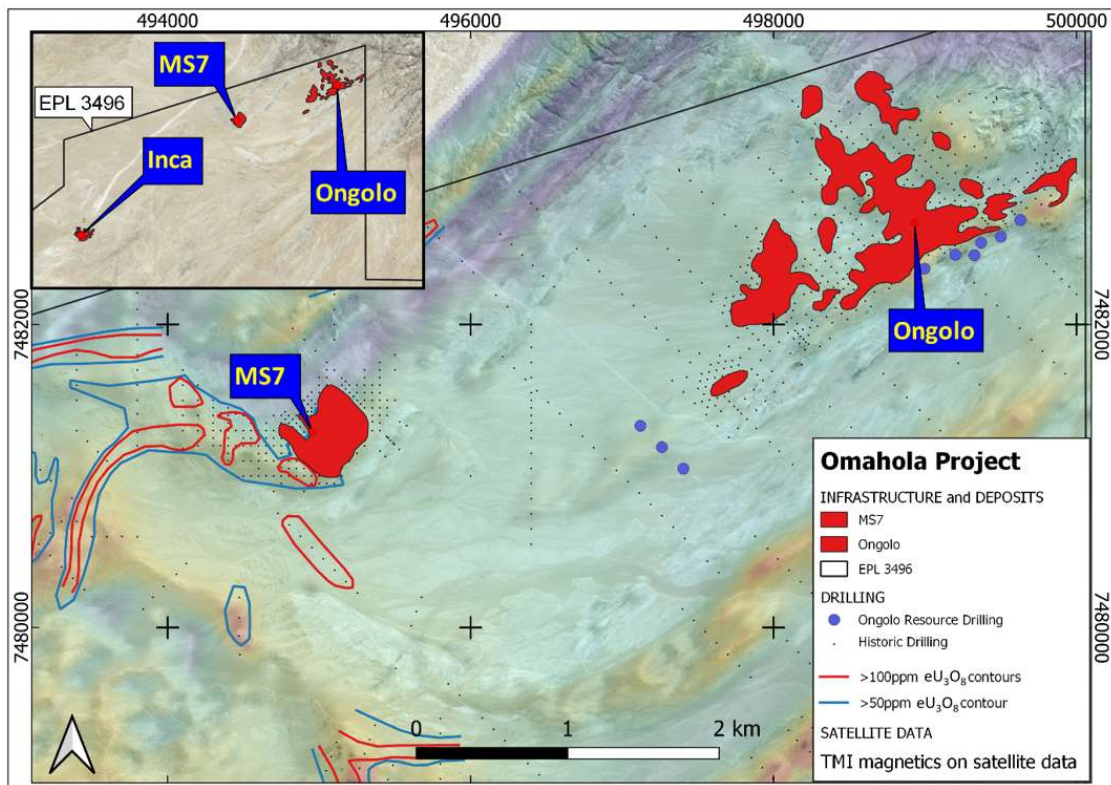 494000
496000
498000
500000
MS7
EPL 3496
Inca
Ongolo
7482000
7482000
Ongolo
MS7
Omahola Project
INFRASTRUCTURE and DEPOSITS
MS7
Ongolo
EPL 3496
DRILLING
Ongolo Resource Drilling
Historic Drilling
>100ppm eU₃O₈ contours
>50ppm eU₃O₈ contour
SATELLITE DATA
TMI magnetics on satellite data
7480000
7480000
0 1 2 km